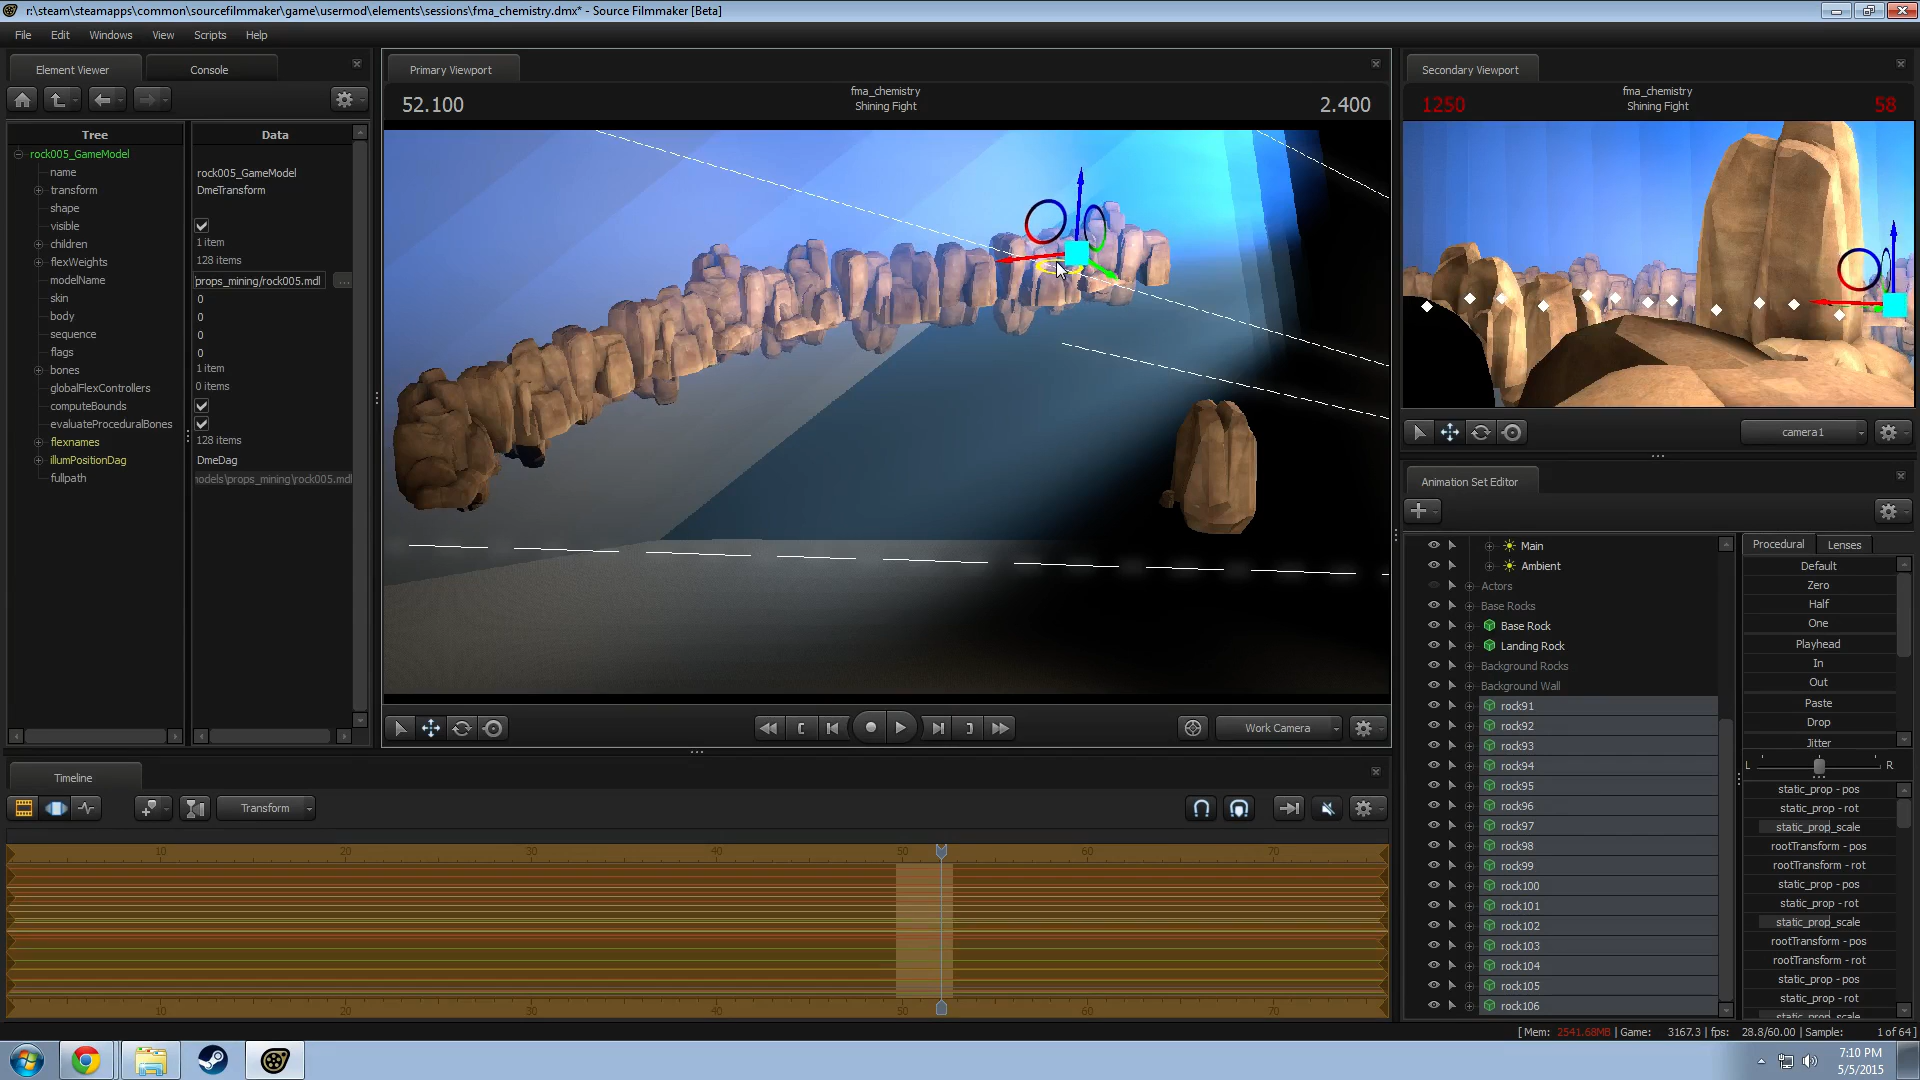 r:\steam\steamapps\common\sourcefilmmaker\game\usermod\elements\sessions\fma_chemistry.dmx* - Source Filmmaker [Beta]
File Edit Windows View Scripts Help
Element Viewer Console
Tree Data
rock005_GameModel
name rock005_GameModel
transform DmeTransform
shape
visible
children 1 item
flexWeights 128 items
modelName props_mining/rock005.mdl ...
skin 0
body 0
sequence 0
flags 0
bones 1 item
globalFlexControllers 0 items
computeBounds
evaluateProceduralBones
flexnames 128 items
illumPositionDag DmeDag
fullpath models\props_mining\rock005.mdl
Primary Viewport
52.100 fma_chemistry 2.400
Shining Fight
Work Camera
Secondary Viewport
1250 fma_chemistry 58
Shining Fight
camera1
Animation Set Editor
Main
Ambient
Actors
Base Rocks
Base Rock
Landing Rock
Background Rocks
Background Wall
rock91
rock92
rock93
rock94
rock95
rock96
rock97
rock98
rock99
rock100
rock101
rock102
rock103
rock104
rock105
rock106
Procedural Lenses
Default
Zero
Half
One
Playhead
In
Out
Paste
Drop
Jitter
L R
static_prop - pos
static_prop - rot
static_prop_scale
rootTransform - pos
rootTransform - rot
static_prop - pos
static_prop - rot
static_prop_scale
rootTransform - pos
rootTransform - rot
static_prop - pos
static_prop - rot
static_prop_scale
Timeline
Transform
10 20 30 40 50 60 70
10 20 30 40 50 60 70
[ Mem: 2541.68MB | Game: 3167.3 | fps: 28.8/60.00 | Sample: 1 of 64 ]
7:10 PM
5/5/2015